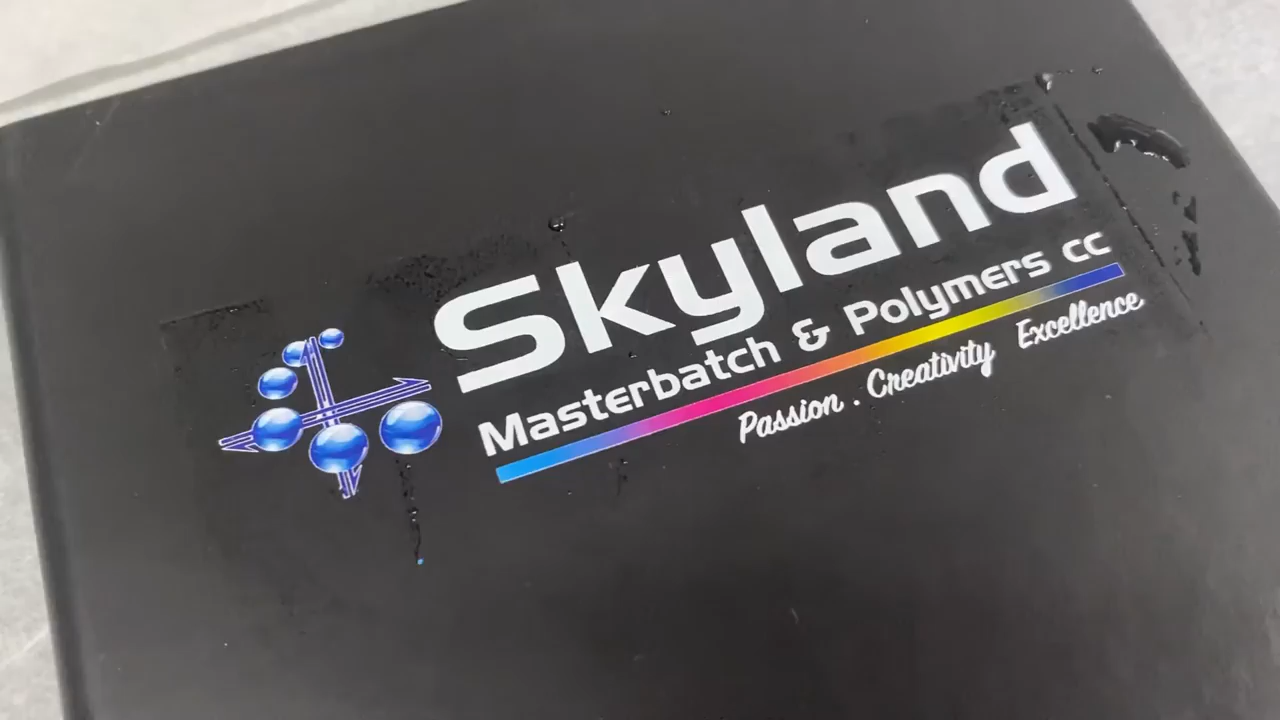 Skyland
Masterbatch & Polymers cc
Passion . Creativity Excellence